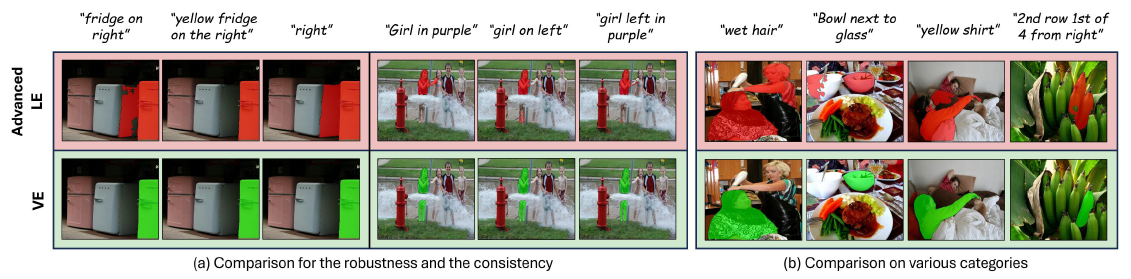 "fridge on right"
"yellow fridge on the right"
"right"
"Girl in purple"
"girl on left"
"girl left in purple"
"wet hair"
"Bowl next to glass"
"yellow shirt"
"2nd row 1st of 4 from right"
Advanced LE
VE
(a) Comparison for the robustness and the consistency
(b) Comparison on various categories